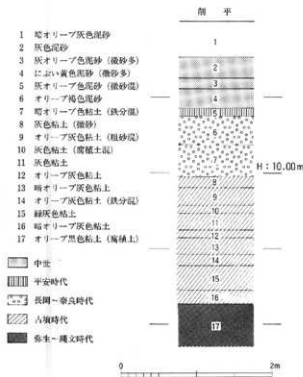 削平
1 暗オリーブ灰色泥砂
2 灰色泥砂
3 灰オリーブ色泥砂（微砂多）
4 にぶい黄色泥砂（微砂多）
5 灰オリーブ色泥砂（微砂混）
6 オリーブ褐色泥砂
7 暗オリーブ色粘土（鉄分混）
8 灰色粘土（微砂）
9 オリーブ灰色粘土（粗砂混）
10 灰色粘土（腐植土混）
11 灰色粘土
12 オリーブ灰色粘土
13 暗オリーブ灰色粘土
14 オリーブ灰色粘土（鉄分混）
15 緑灰色粘土
16 暗オリーブ灰色粘土
17 オリーブ黒色粘土（腐植土）
中世
平安時代
長岡～奈良時代
古墳時代
弥生～縄文時代
1
2
3
4
5
6
7
8
9
10
11
12
13
14
15
16
17
H：10.00m
0
2m